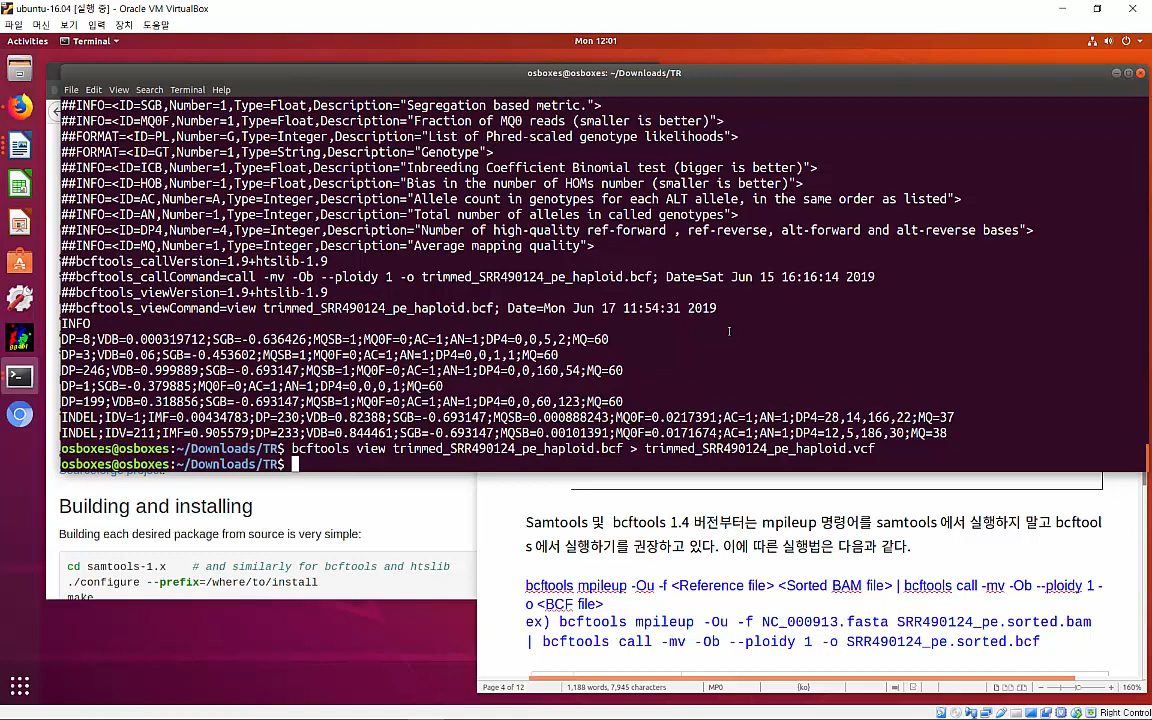 ubuntu-16.04 [실행 중] - Oracle VM VirtualBox
파일 머신 보기 입력 장치 도움말
Activities Terminal Mon 12:01
osboxes@osboxes: ~/Downloads/TR
File Edit View Search Terminal Help
##INFO=<ID=SGB,Number=1,Type=Float,Description="Segregation based metric.">
##INFO=<ID=MQ0F,Number=1,Type=Float,Description="Fraction of MQ0 reads (smaller is better)">
##FORMAT=<ID=PL,Number=G,Type=Integer,Description="List of Phred-scaled genotype likelihoods">
##FORMAT=<ID=GT,Number=1,Type=String,Description="Genotype">
##INFO=<ID=ICB,Number=1,Type=Float,Description="Inbreeding Coefficient Binomial test (bigger is better)">
##INFO=<ID=HOB,Number=1,Type=Float,Description="Bias in the number of HOMs number (smaller is better)">
##INFO=<ID=AC,Number=A,Type=Integer,Description="Allele count in genotypes for each ALT allele, in the same order as listed">
##INFO=<ID=AN,Number=1,Type=Integer,Description="Total number of alleles in called genotypes">
##INFO=<ID=DP4,Number=4,Type=Integer,Description="Number of high-quality ref-forward , ref-reverse, alt-forward and alt-reverse bases">
##INFO=<ID=MQ,Number=1,Type=Integer,Description="Average mapping quality">
##bcftools_callVersion=1.9+htslib-1.9
##bcftools_callCommand=call -mv -Ob --ploidy 1 -o trimmed_SRR490124_pe_haploid.bcf; Date=Sat Jun 15 16:16:14 2019
##bcftools_viewVersion=1.9+htslib-1.9
##bcftools_viewCommand=view trimmed_SRR490124_pe_haploid.bcf; Date=Mon Jun 17 11:54:31 2019
INFO
DP=8;VDB=0.000319712;SGB=-0.636426;MQSB=1;MQ0F=0;AC=1;AN=1;DP4=0,0,5,2;MQ=60
DP=3;VDB=0.06;SGB=-0.453602;MQSB=1;MQ0F=0;AC=1;AN=1;DP4=0,0,1,1;MQ=60
DP=246;VDB=0.999889;SGB=-0.693147;MQSB=1;MQ0F=0;AC=1;AN=1;DP4=0,0,160,54;MQ=60
DP=1;SGB=-0.379885;MQ0F=0;AC=1;AN=1;DP4=0,0,0,1;MQ=60
DP=199;VDB=0.318856;SGB=-0.693147;MQSB=1;MQ0F=0;AC=1;AN=1;DP4=0,0,60,123;MQ=60
INDEL;IDV=1;IMF=0.00434783;DP=230;VDB=0.82388;SGB=-0.693147;MQSB=0.000888243;MQ0F=0.0217391;AC=1;AN=1;DP4=28,14,166,22;MQ=37
INDEL;IDV=211;IMF=0.905579;DP=233;VDB=0.844461;SGB=-0.693147;MQSB=0.00101391;MQ0F=0.0171674;AC=1;AN=1;DP4=12,5,186,30;MQ=38
osboxes@osboxes:~/Downloads/TR$ bcftools view trimmed_SRR490124_pe_haploid.bcf > trimmed_SRR490124_pe_haploid.vcf
osboxes@osboxes:~/Downloads/TR$
Building and installing
Building each desired package from source is very simple:
cd samtools-1.x # and similarly for bcftools and htslib
./configure --prefix=/where/to/install
make
Samtools 및 bcftools 1.4 버전부터는 mpileup 명령어를 samtools 에서 실행하지 말고 bcftool
s 에서 실행하기를 권장하고 있다. 이에 따른 실행법은 다음과 같다.
bcftools mpileup -Ou -f <Reference file> <Sorted BAM file> | bcftools call -mv -Ob --ploidy 1 -
o <BCF file>
ex) bcftools mpileup -Ou -f NC_000913.fasta SRR490124_pe.sorted.bam
| bcftools call -mv -Ob --ploidy 1 -o SRR490124_pe.sorted.bcf
Page 4 of 12 1,188 words, 7,945 characters MP0 [ko] 160%
Right Control